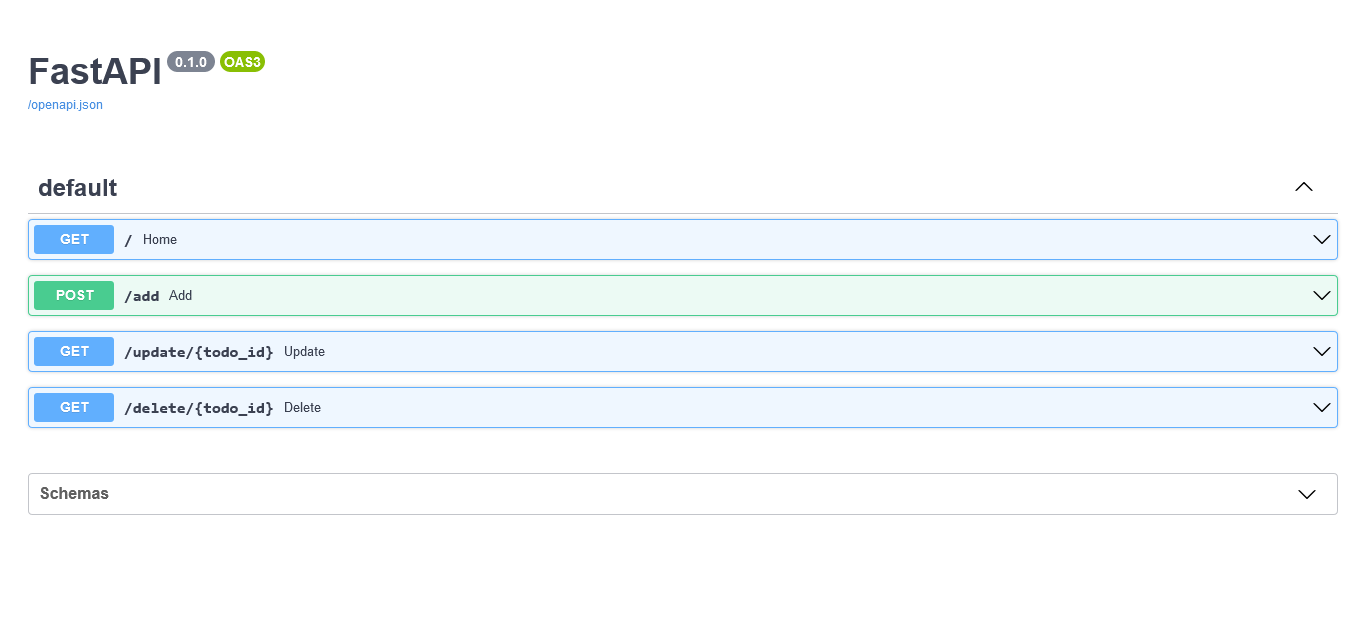 FastAPI 0.1.0 OAS3
/openapi.json
default
GET / Home
POST /add Add
GET /update/{todo_id} Update
GET /delete/{todo_id} Delete
Schemas